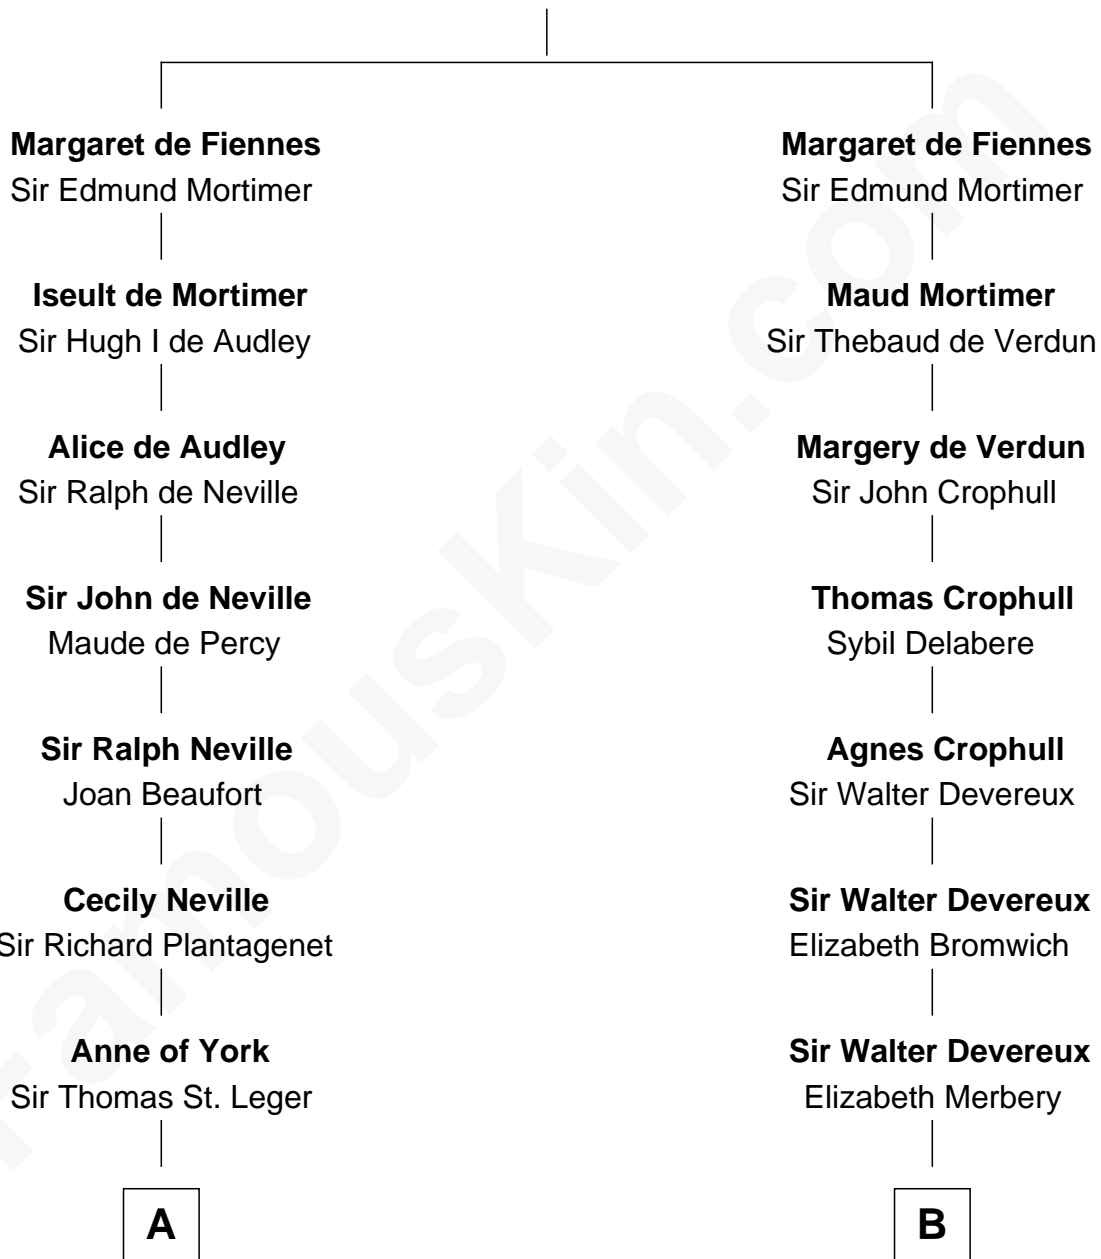 Margaret de Fiennes
Sir Edmund Mortimer
Iseult de Mortimer
Sir Hugh I de Audley
Alice de Audley
Sir Ralph de Neville
Sir John de Neville
Maude de Percy
Sir Ralph Neville
Joan Beaufort
Cecily Neville
Sir Richard Plantagenet
Anne of York
Sir Thomas St. Leger
A
Margaret de Fiennes
Sir Edmund Mortimer
Maud Mortimer
Sir Thebaud de Verdun
Margery de Verdun
Sir John Crophull
Thomas Crophull
Sybil Delabere
Agnes Crophull
Sir Walter Devereux
Sir Walter Devereux
Elizabeth Bromwich
Sir Walter Devereux
Elizabeth Merbery
B
FamousKin.com